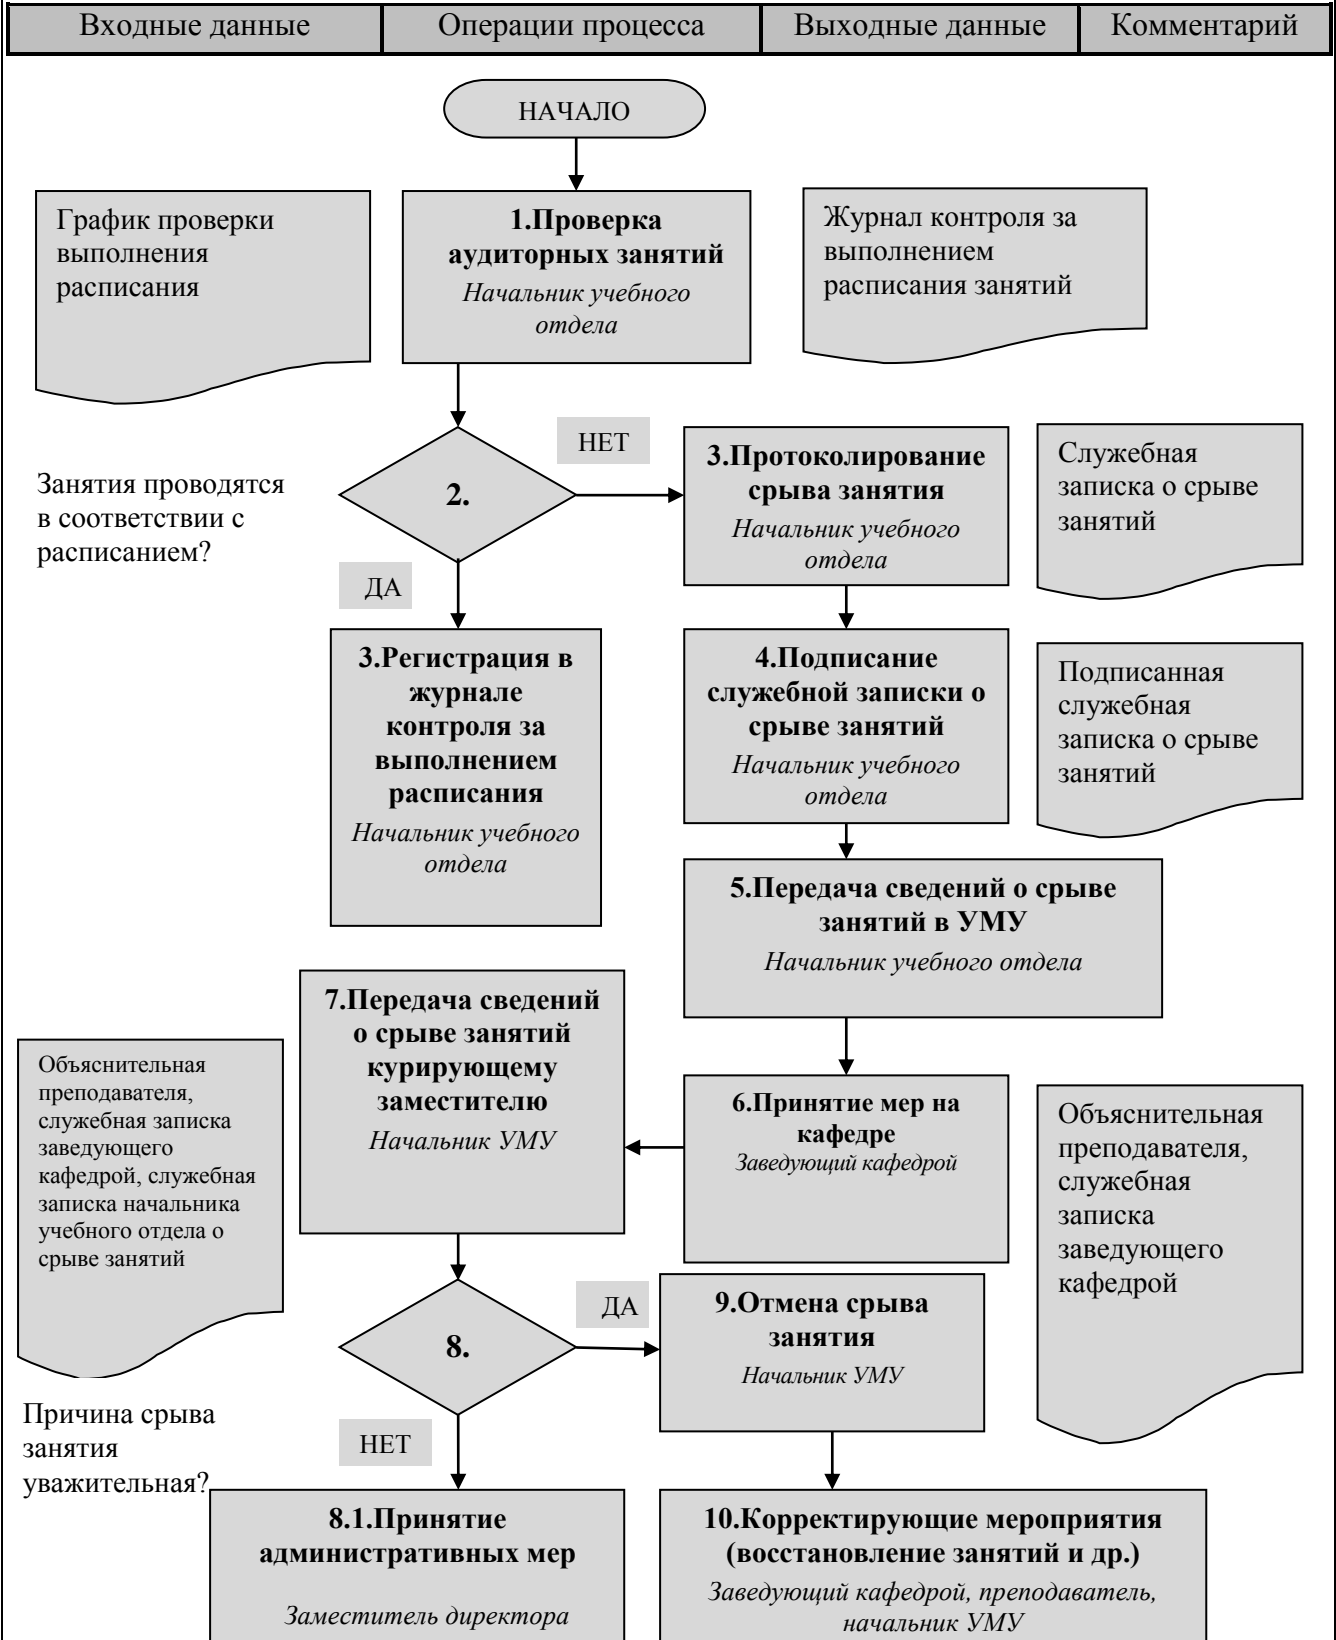 Входные данные
Операции процесса
Выходные данные
Комментарий
НАЧАЛО
График проверки
выполнения
расписания
1.Проверка
аудиторных занятий
Начальник учебного
отдела
Журнал контроля за
выполнением
расписания занятий
Занятия проводятся
в соответствии с
расписанием?
2.
НЕТ
3.Протоколирование
срыва занятия
Начальник учебного
отдела
Служебная
записка о срыве
занятий
ДА
3.Регистрация в
журнале
контроля за
выполнением
расписания
Начальник учебного
отдела
4.Подписание
служебной записки о
срыве занятий
Начальник учебного
отдела
Подписанная
служебная
записка о срыве
занятий
5.Передача сведений о срыве
занятий в УМУ
Начальник учебного отдела
7.Передача сведений
о срыве занятий
курирующему
заместителю
Начальник УМУ
6.Принятие мер на
кафедре
Заведующий кафедрой
Объяснительная
преподавателя,
служебная записка
заведующего
кафедрой, служебная
записка начальника
учебного отдела о
срыве занятий
Объяснительная
преподавателя,
служебная
записка
заведующего
кафедрой
8.
ДА
9.Отмена срыва
занятия
Начальник УМУ
Причина срыва
занятия
уважительная?
НЕТ
8.1.Принятие
административных мер
Заместитель директора
10.Корректирующие мероприятия
(восстановление занятий и др.)
Заведующий кафедрой, преподаватель,
начальник УМУ